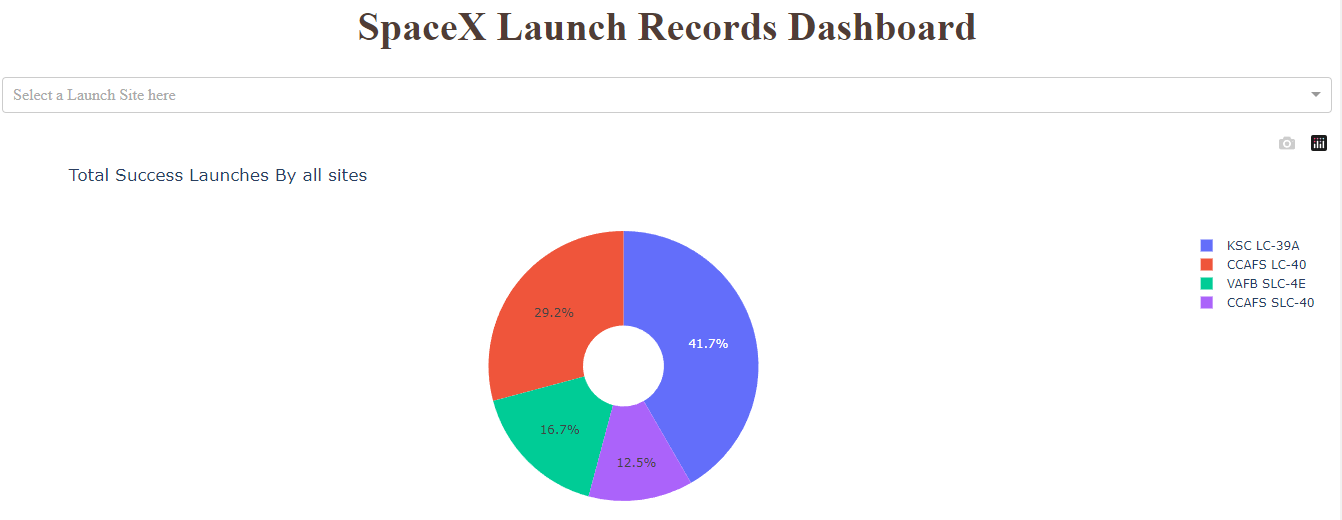 SpaceX Launch Records Dashboard
Select a Launch Site here
Total Success Launches By all sites
KSC LC-39A
CCAFS LC-40
VAFB SLC-4E
CCAFS SLC-40
29.2%
41.7%
16.7%
12.5%